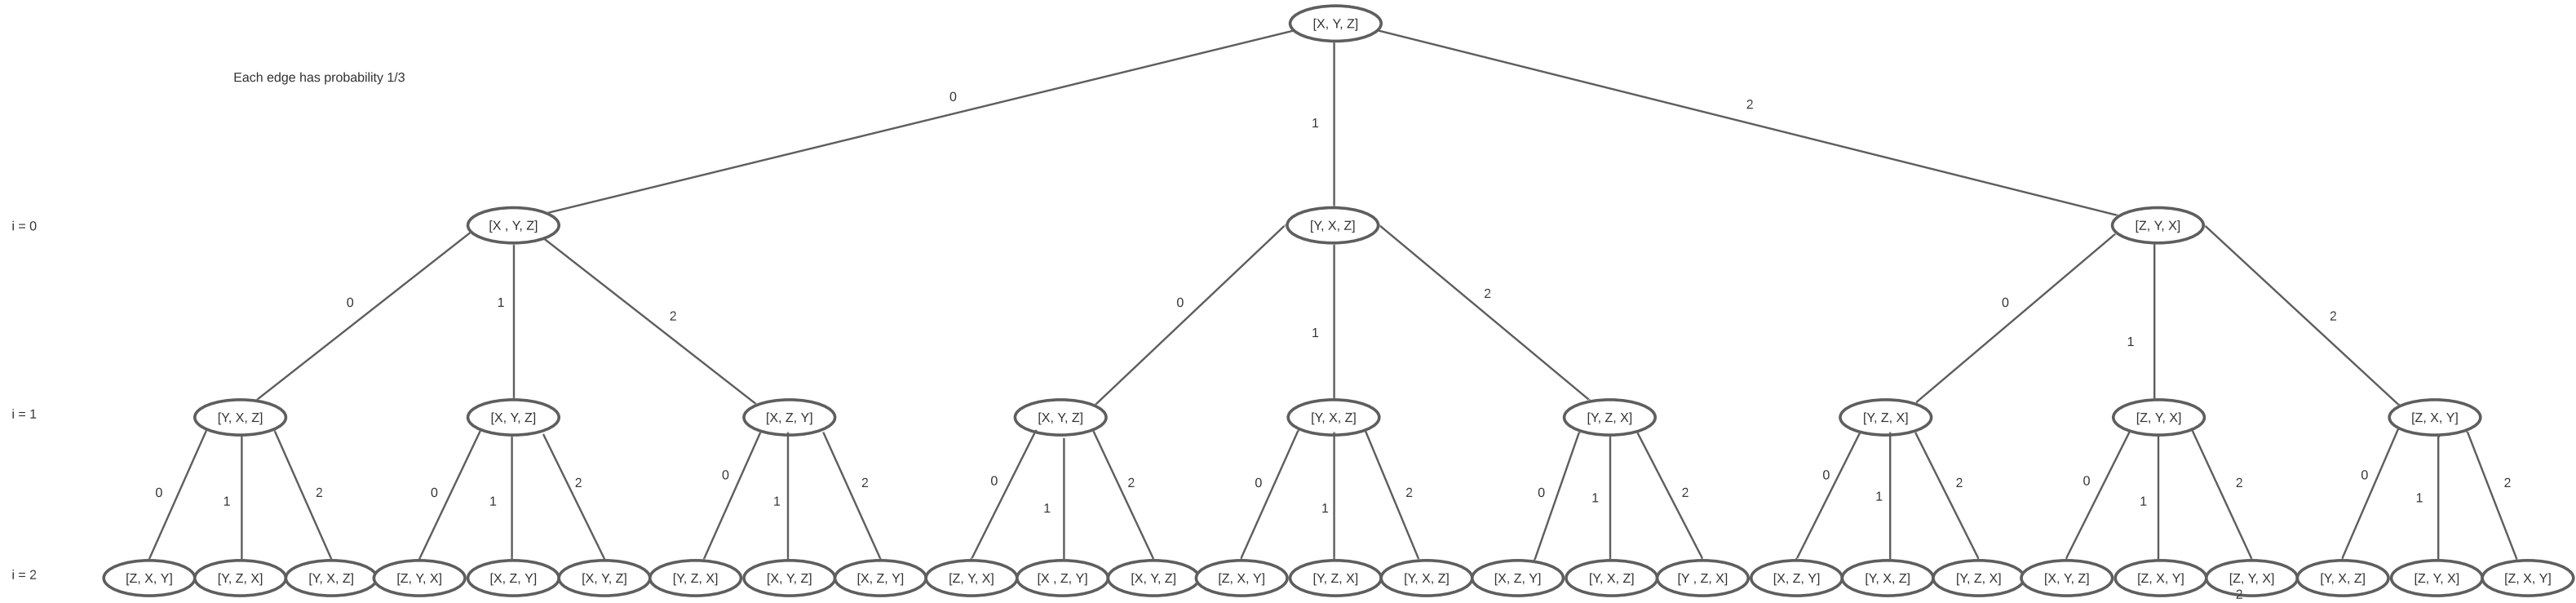 [X, Y, Z]
Each edge has probability 1/3
0
1
2
i = 0
[X , Y, Z]
[Y, X, Z]
[Z, Y, X]
0
1
2
0
1
2
0
1
2
i = 1
[Y, X, Z]
[X, Y, Z]
[X, Z, Y]
[X, Y, Z]
[Y, X, Z]
[Y, Z, X]
[Y, Z, X]
[Z, Y, X]
[Z, X, Y]
0
1
2
0
1
2
0
1
2
0
1
2
0
1
2
0
1
2
0
1
2
0
1
2
0
1
2
i = 2
[Z, X, Y]
[Y, Z, X]
[Y, X, Z]
[Z, Y, X]
[X, Z, Y]
[X, Y, Z]
[Y, Z, X]
[X, Y, Z]
[X, Z, Y]
[Z, Y, X]
[X , Z, Y]
[X, Y, Z]
[Z, X, Y]
[Y, Z, X]
[Y, X, Z]
[X, Z, Y]
[Y, X, Z]
[Y , Z, X]
[X, Z, Y]
[Y, X, Z]
[Y, Z, X]
[X, Y, Z]
[Z, X, Y]
[Z, Y, X]
[Y, X, Z]
[Z, Y, X]
[Z, X, Y]
2